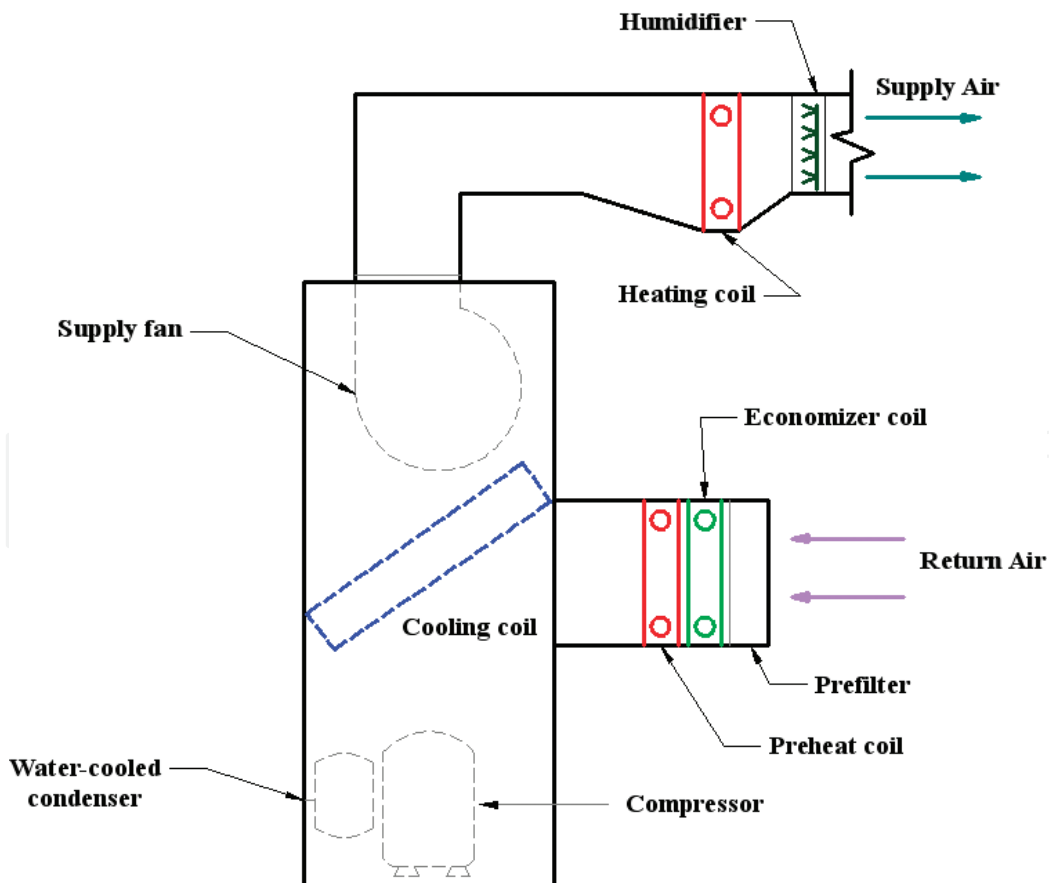 Humidifier
Supply Air
Heating coil
Supply fan
Economizer coil
Return Air
Cooling coil
Prefilter
Preheat coil
Water-cooled
condenser
Compressor